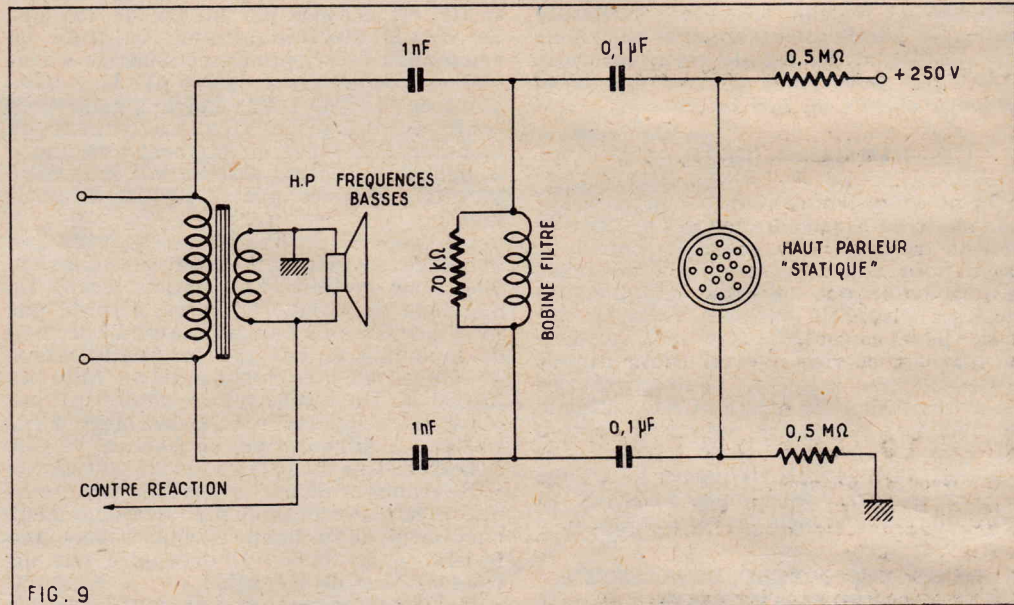 1nF
0,1µF
0,5 MΩ
+250 V
H.P FREQUENCES
BASSES
70 kΩ
BOBINE FILTRE
HAUT PARLEUR
"STATIQUE"
1nF
0,1µF
0,5 MΩ
CONTRE REACTION
FIG. 9